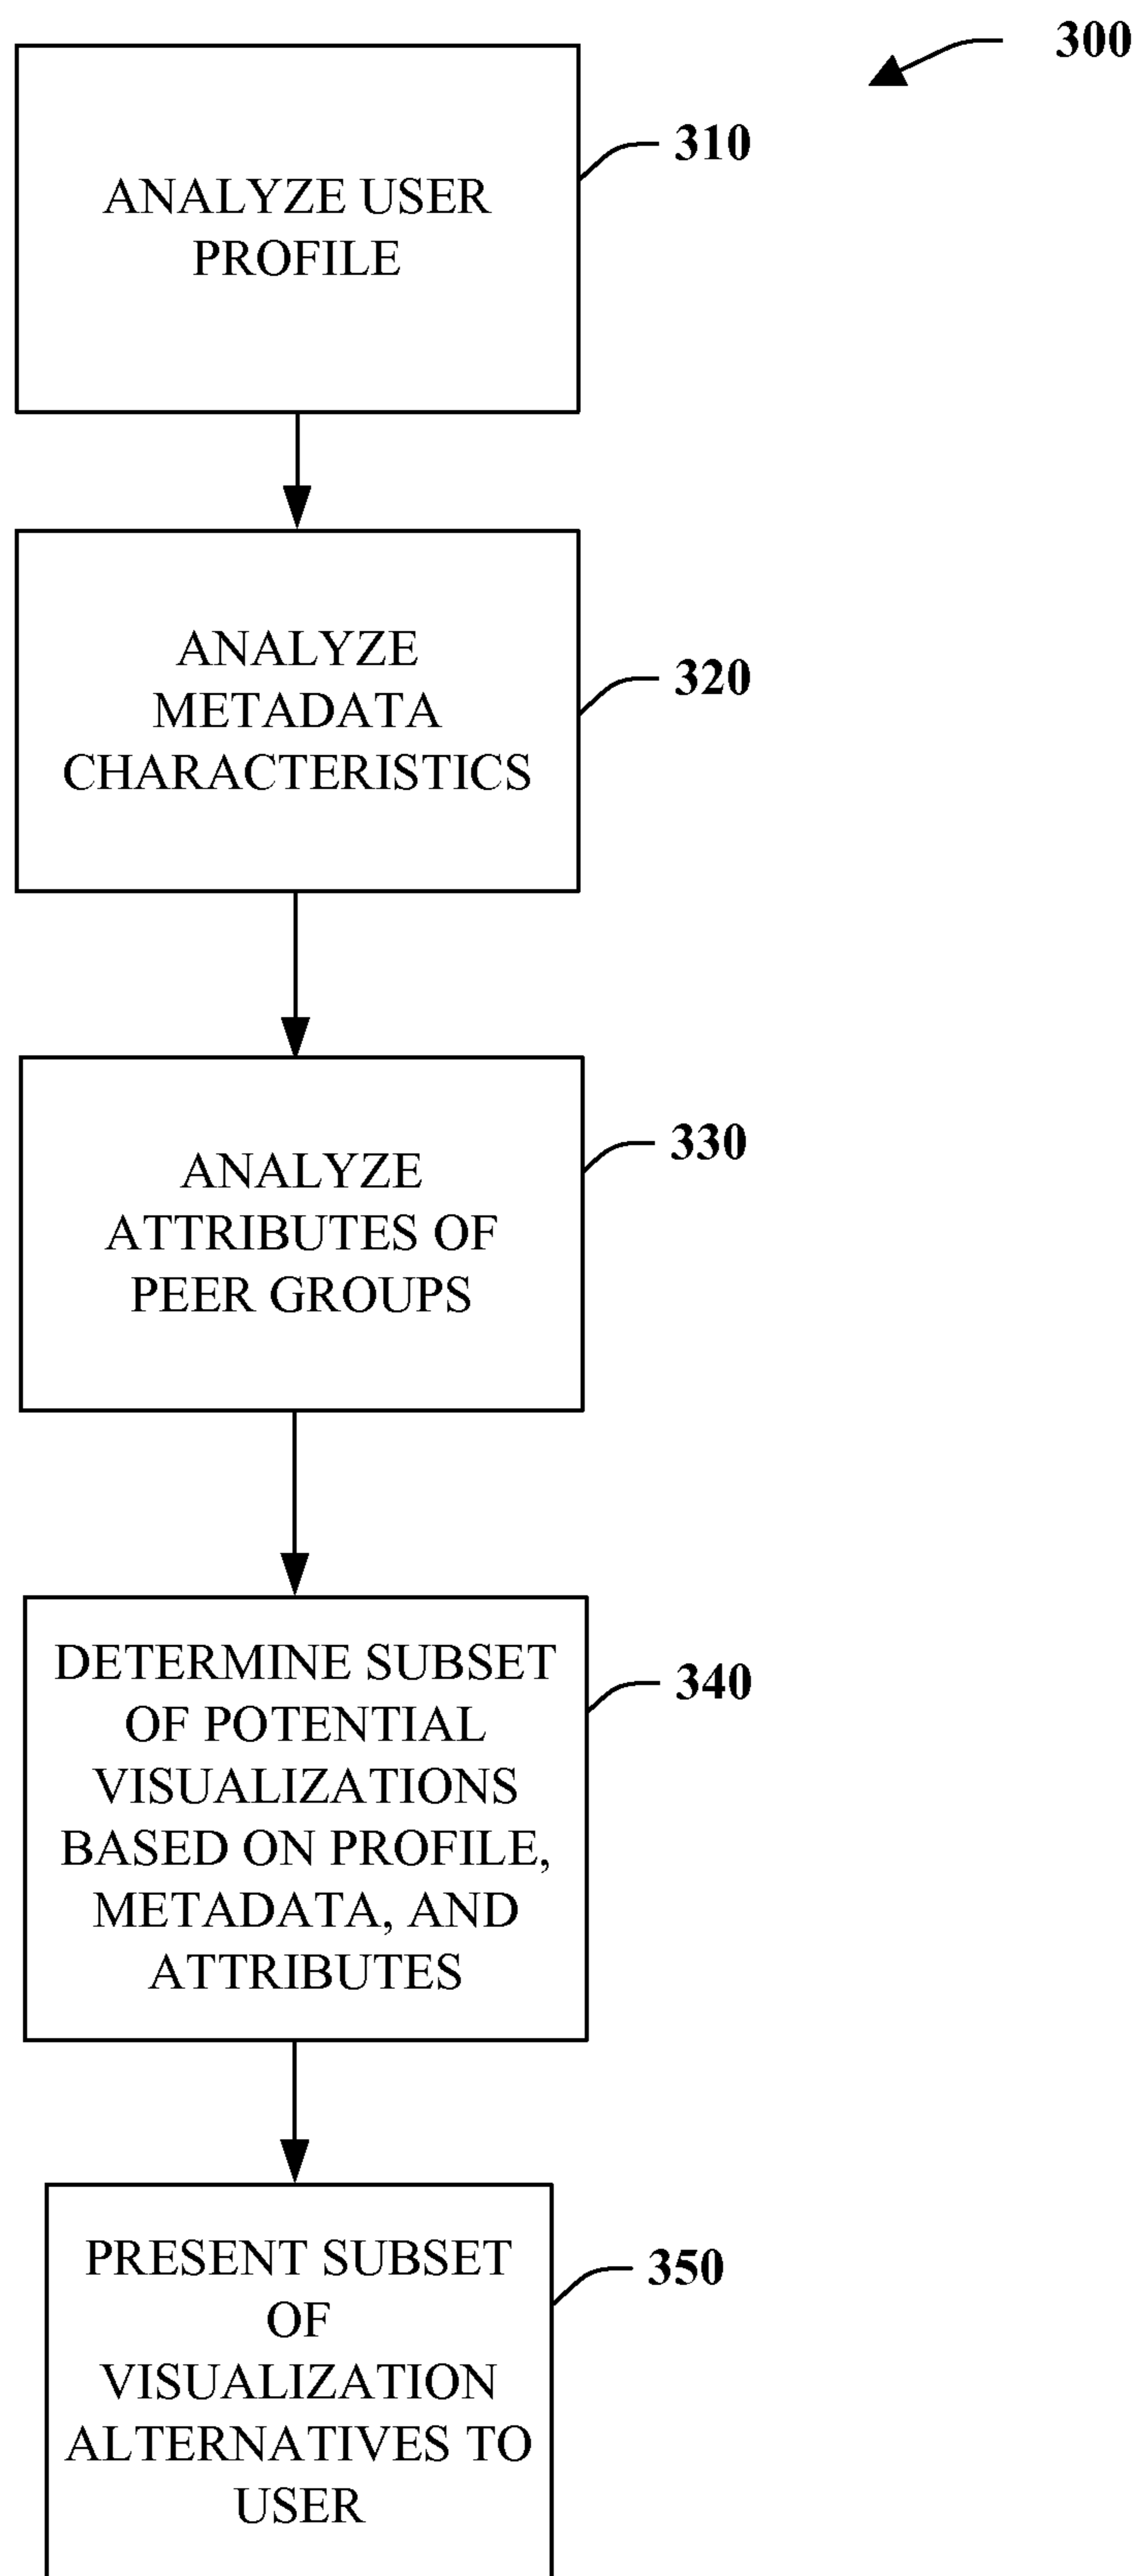 300
310
ANALYZE USER
PROFILE
320
ANALYZE
METADATA
CHARACTERISTICS
330
ANALYZE
ATTRIBUTES OF
PEER GROUPS
340
DETERMINE SUBSET
OF POTENTIAL
VISUALIZATIONS
BASED ON PROFILE,
METADATA, AND
ATTRIBUTES
350
PRESENT SUBSET
OF
VISUALIZATION
ALTERNATIVES TO
USER